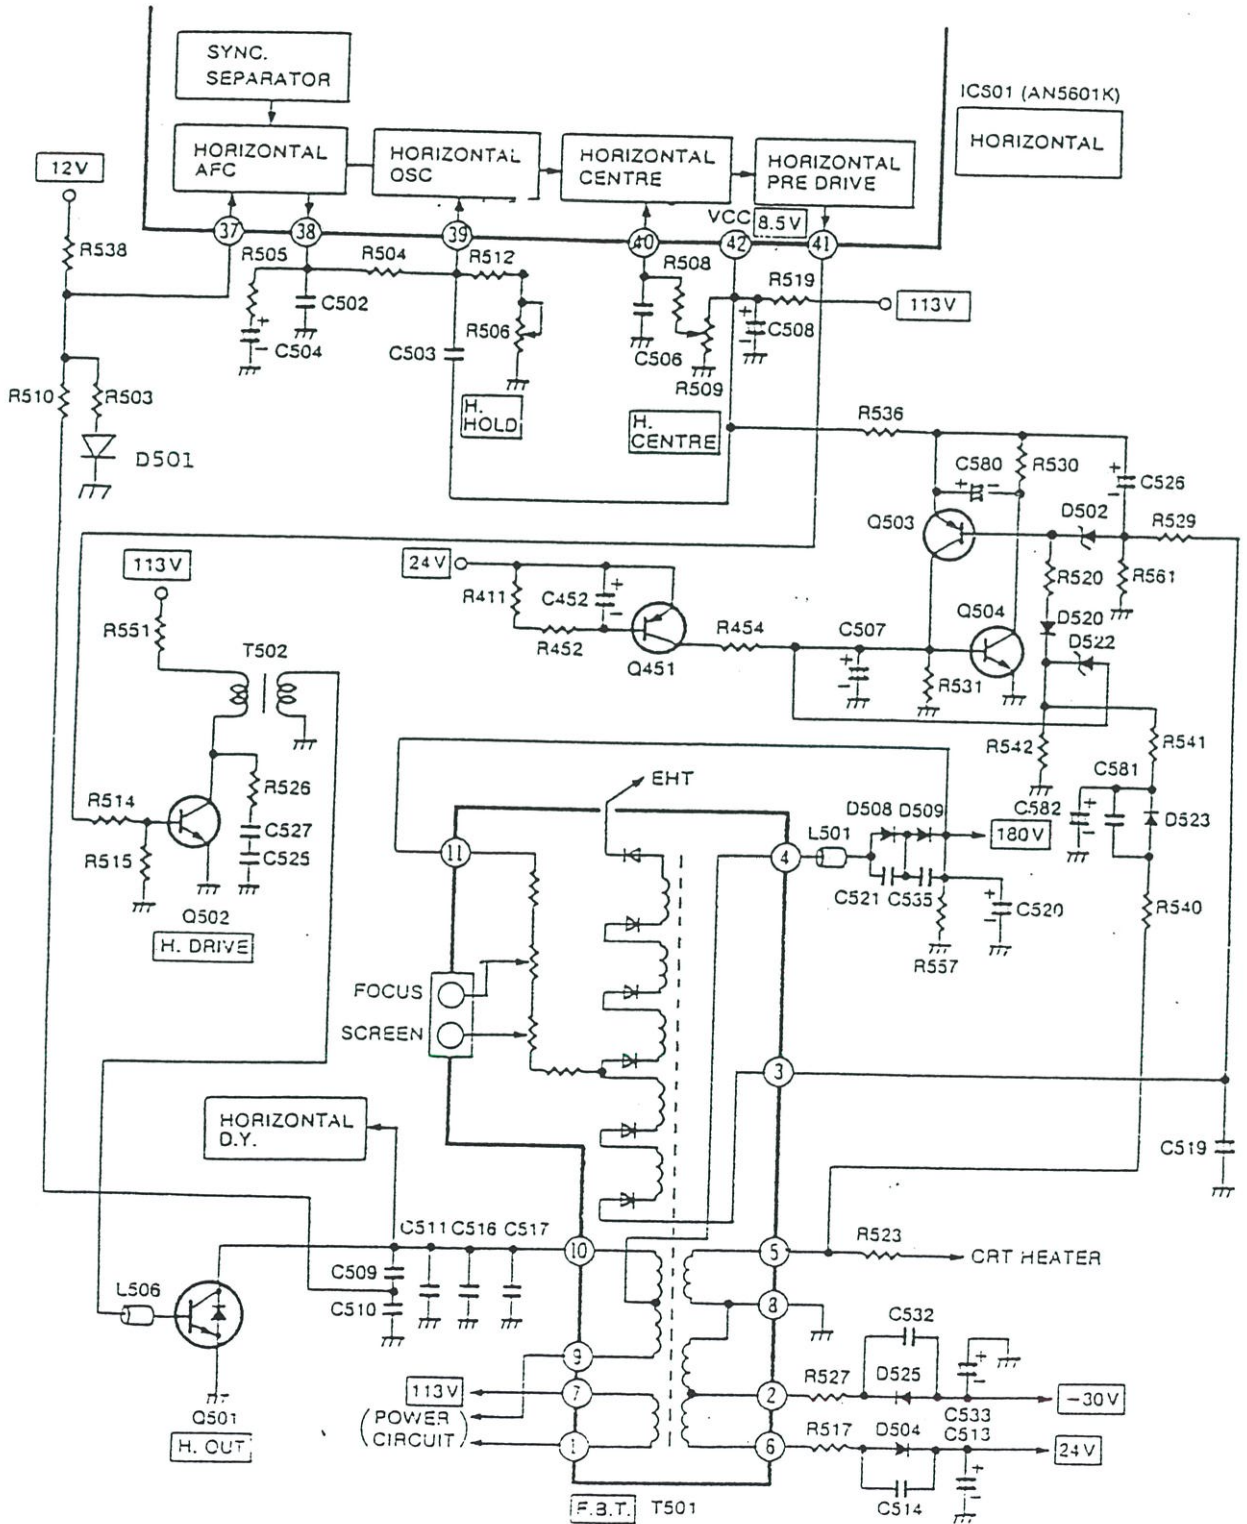 SYNC.
SEPARATOR
ICS01 (AN5601K)
HORIZONTAL
HORIZONTAL
AFC
HORIZONTAL
OSC
HORIZONTAL
CENTRE
HORIZONTAL
PRE DRIVE
12V
VCC 8.5V
37
38
39
40
42
41
R538
R505
R504
R512
R508
R519
113V
C502
R506
C508
C504
C503
C506
R509
R510
R503
H.
HOLD
H.
CENTRE
R536
D501
C580
R530
C526
Q503
D502
R529
24V
113V
R411
C452
R520
R561
R551
R454
C507
Q504
D520
D522
T502
R452
Q451
R531
R542
R541
EHT
C581
R514
R526
C582
D523
C527
R515
C525
11
4
L501
D508
D509
180V
C521
C535
C520
R540
R557
Q502
H. DRIVE
FOCUS
SCREEN
3
HORIZONTAL
D.Y.
C519
C511
C516
C517
10
5
R523
CRT HEATER
C509
C510
L506
8
C532
9
R527
D525
113V
7
2
C533
-30V
(POWER
CIRCUIT)
Q501
H. OUT
R517
D504
C513
1
6
24V
C514
F.B.T.
T501